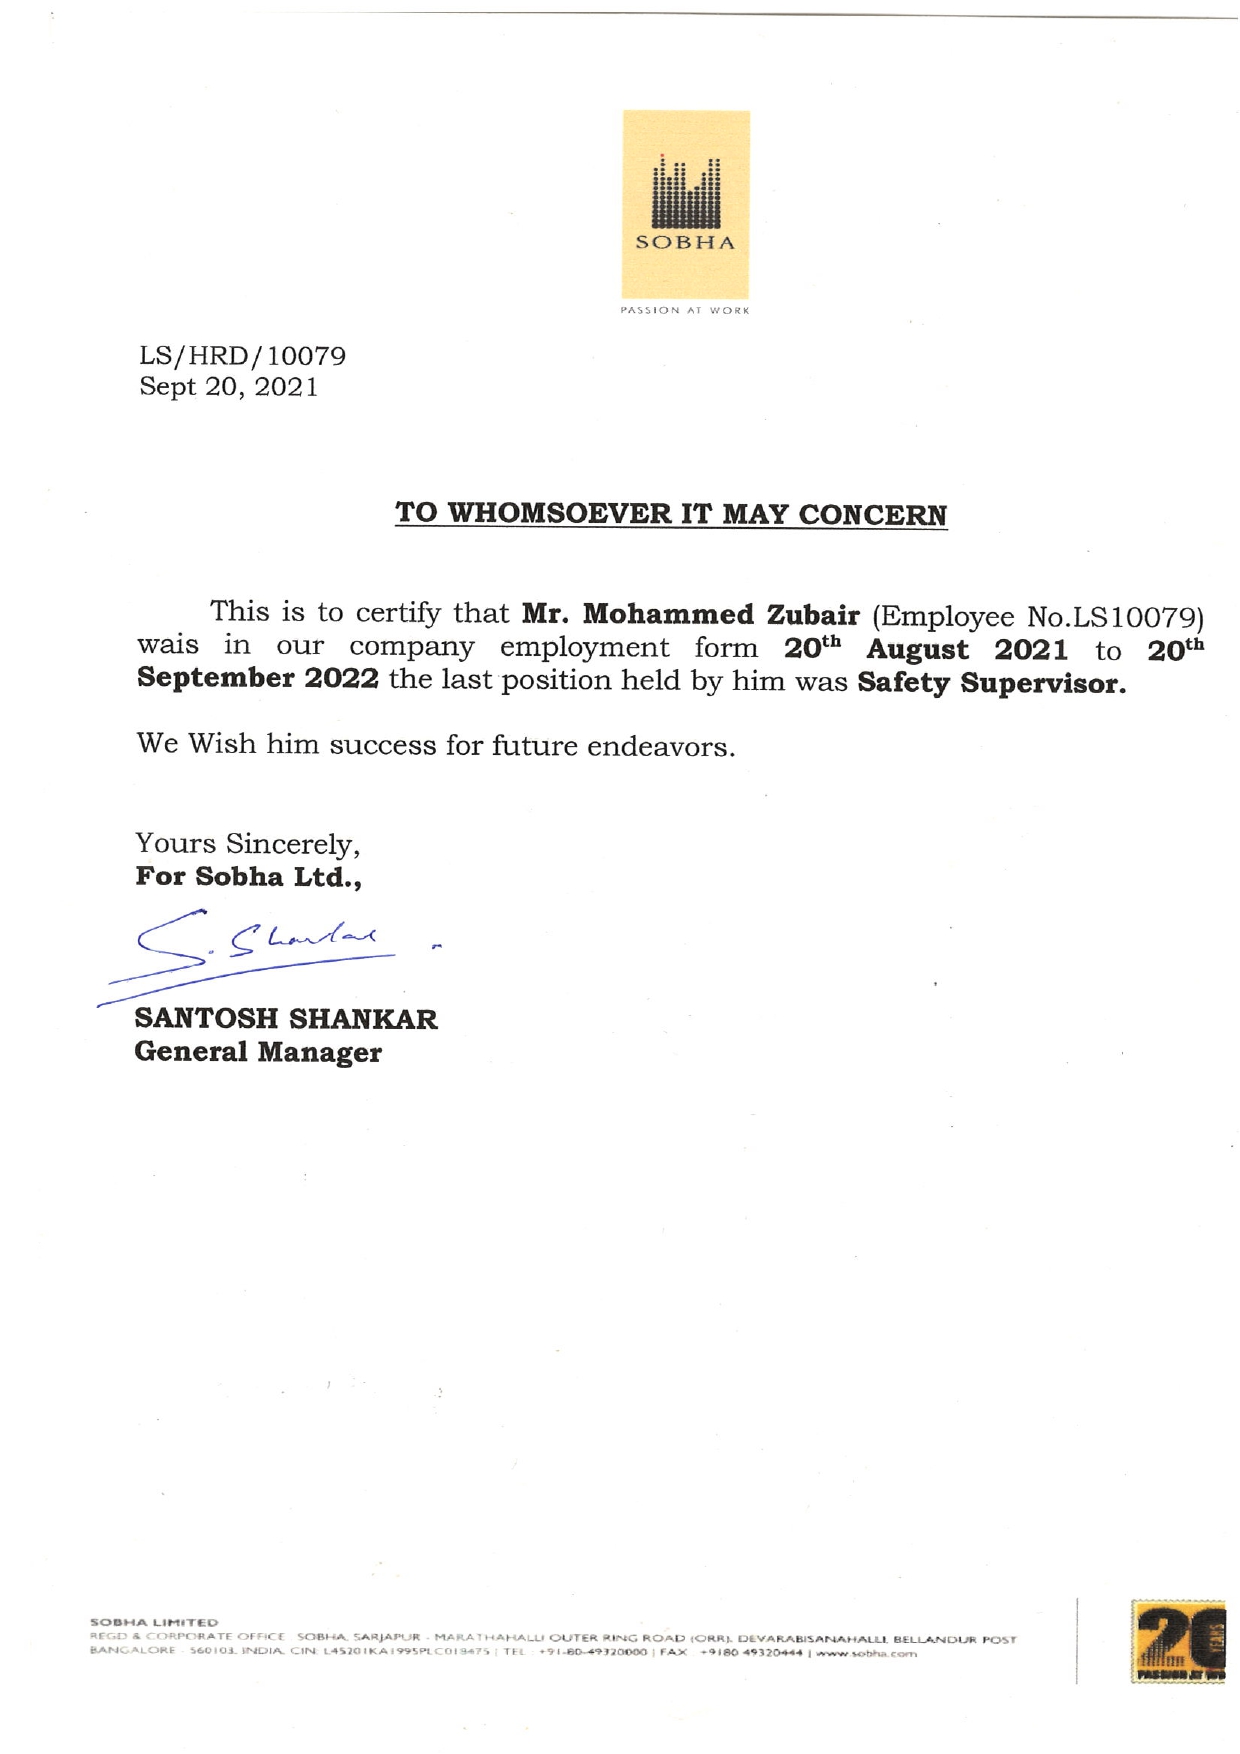 SOBHA
PASSION AT WORK
LS/HRD/10079
Sept 20, 2021
TO WHOMSOEVER IT MAY CONCERN
This is to certify that Mr. Mohammed Zubair (Employee No.LS10079)
wais in our company employment form 20th August 2021 to 20th
September 2022 the last position held by him was Safety Supervisor.
We Wish him success for future endeavors.
Yours Sincerely,
For Sobha Ltd.,
S. Shankar
SANTOSH SHANKAR
General Manager
SOBHA LIMITED
REGD & CORPORATE OFFICE SOBHA, SARJAPUR - MARATHAHALLI OUTER RING ROAD (ORR), DEVARABISANAHALLI, BELLANDUR POST
BANGALORE - 560103, INDIA, CIN: L45201KA1995PLC018475 | TEL : +91-80-49320000 | FAX : +9180 49320444 | www.sobha.com
20 YEARS
PASSION AT